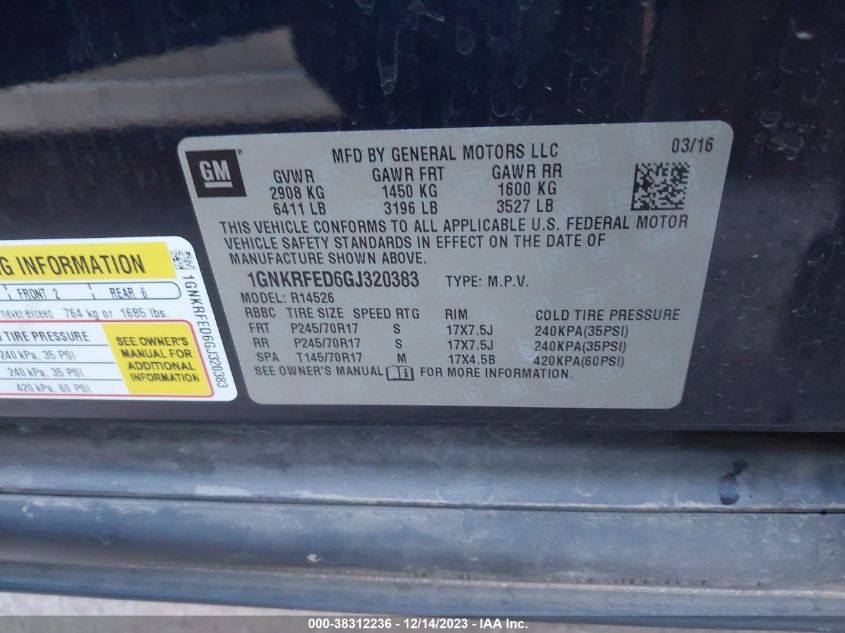 GM
MFD BY GENERAL MOTORS LLC
03/16
GVWR GAWR FRT GAWR RR
2908 KG 1450 KG 1600 KG
6411 LB 3196 LB 3527 LB
THIS VEHICLE CONFORMS TO ALL APPLICABLE U.S. FEDERAL MOTOR
VEHICLE SAFETY STANDARDS IN EFFECT ON THE DATE OF
MANUFACTURE SHOWN ABOVE.
1GNKRFED6GJ320383 TYPE: M.P.V.
MODEL: R14526
RBBC TIRE SIZE SPEED RTG RIM COLD TIRE PRESSURE
FRT P245/70R17 S 17X7.5J 240KPA(35PSI)
RR P245/70R17 S 17X7.5J 240KPA(35PSI)
SPA T145/70R17 M 17X4.5B 420KPA(60PSI)
SEE OWNER'S MANUAL FOR MORE INFORMATION.
INFORMATION
FRONT 2 REAR 6
never exceed 764 kg or 1685 lbs.
TIRE PRESSURE
240 kPa, 35 PSI
240 kPa, 35 PSI
420 kPa, 60 PSI
SEE OWNER'S
MANUAL FOR
ADDITIONAL
INFORMATION
1GNKRFED6GJ320383
000-38312236 - 12/14/2023 - U.S. - IAA Inc.